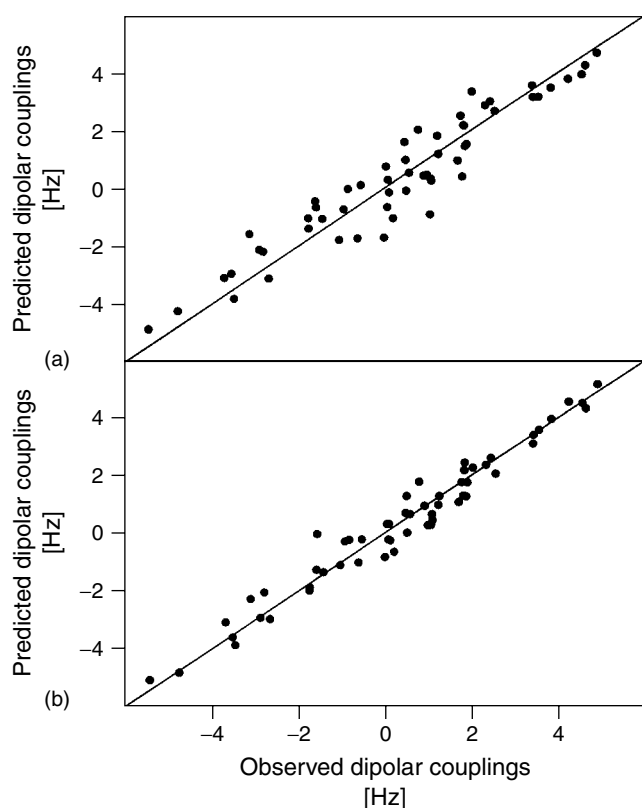 Predicted dipolar couplings
[Hz]
4
2
0
−2
−4
(a)
Predicted dipolar couplings
[Hz]
4
2
0
−2
−4
(b)
−4 −2 0 2 4
Observed dipolar couplings
[Hz]